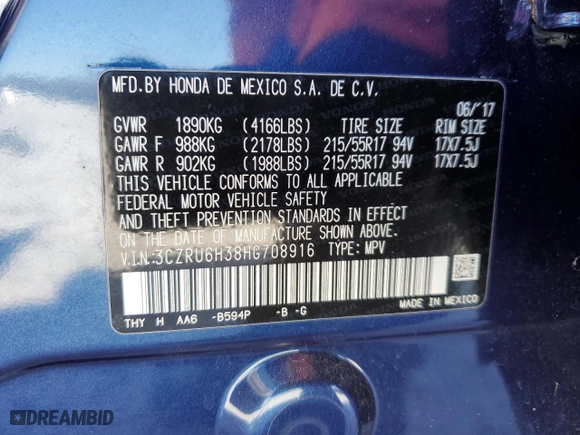 MFD.BY HONDA DE MEXICO S.A. DE C.V.
06/'17
GVWR 1890KG (4166LBS) TIRE SIZE RIM SIZE
GAWR F 988KG (2178LBS) 215/55R17 94V 17X7.5J
GAWR R 902KG (1988LBS) 215/55R17 94V 17X7.5J
THIS VEHICLE CONFORMS TO ALL APPLICABLE
FEDERAL MOTOR VEHICLE SAFETY
AND THEFT PREVENTION STANDARDS IN EFFECT
ON THE DATE OF MANUFACTURE SHOWN ABOVE.
V.I.N:3CZRU6H38HG708916 TYPE: MPV
THY H AA6 -B594P -B -G
MADE IN MEXICO
DREAMBID